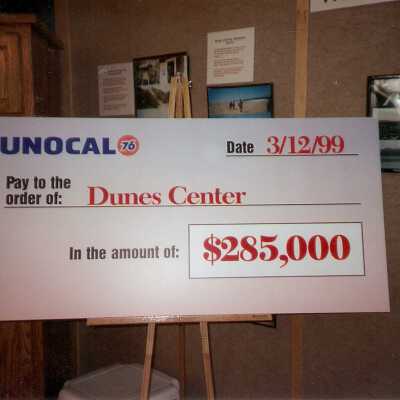 UNOCAL 76
Date 3/12/99
Pay to the
order of: Dunes Center
In the amount of: $285,000